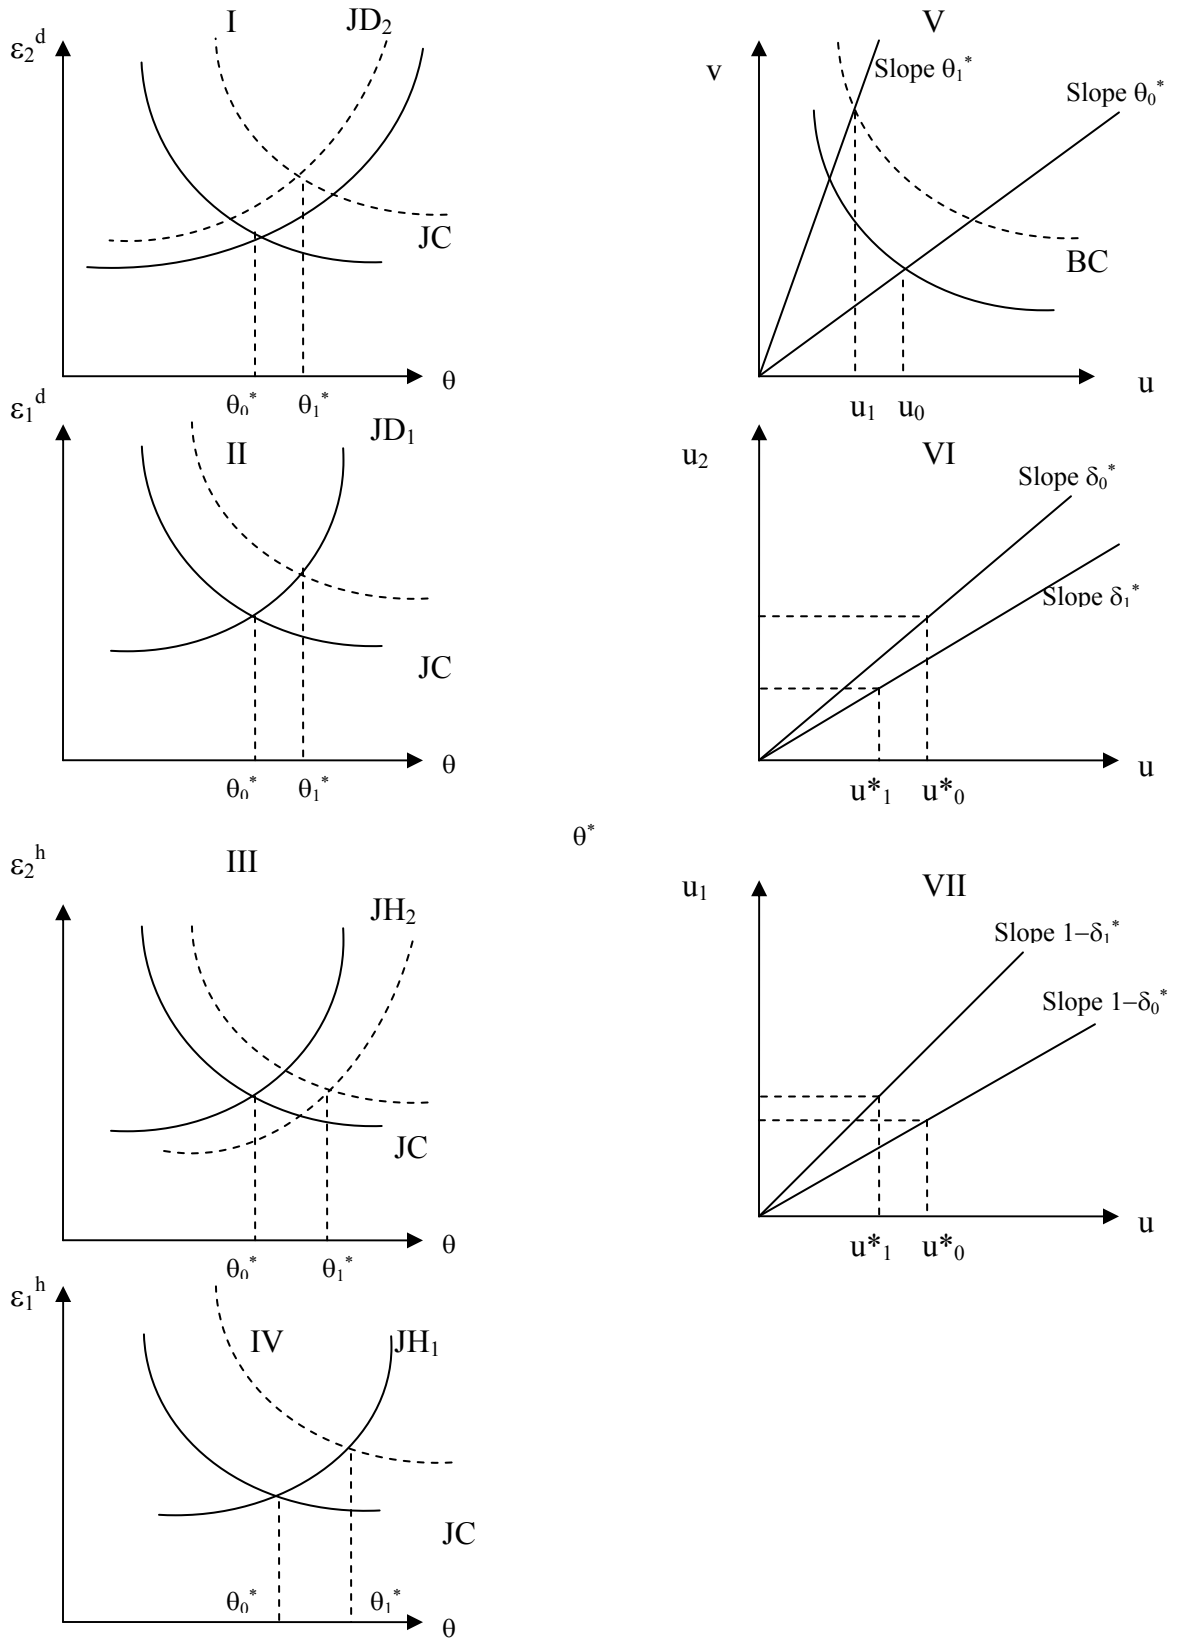 I
JD₂
ε₂ᵈ
JC
θ
θ₀*
θ₁*
ε₁ᵈ
JD₁
II
JC
θ
θ₀*
θ₁*
ε₂ʰ
III
JH₂
JC
θ
θ₀*
θ₁*
ε₁ʰ
IV
JH₁
JC
θ₀*
θ₁*
θ
θ*
V
v
Slope θ₁*
Slope θ₀*
BC
u
u₁
u₀
u₂
VI
Slope δ₀*
Slope δ₁*
u
u*₁
u*₀
u₁
VII
Slope 1–δ₁*
Slope 1–δ₀*
u
u*₁
u*₀